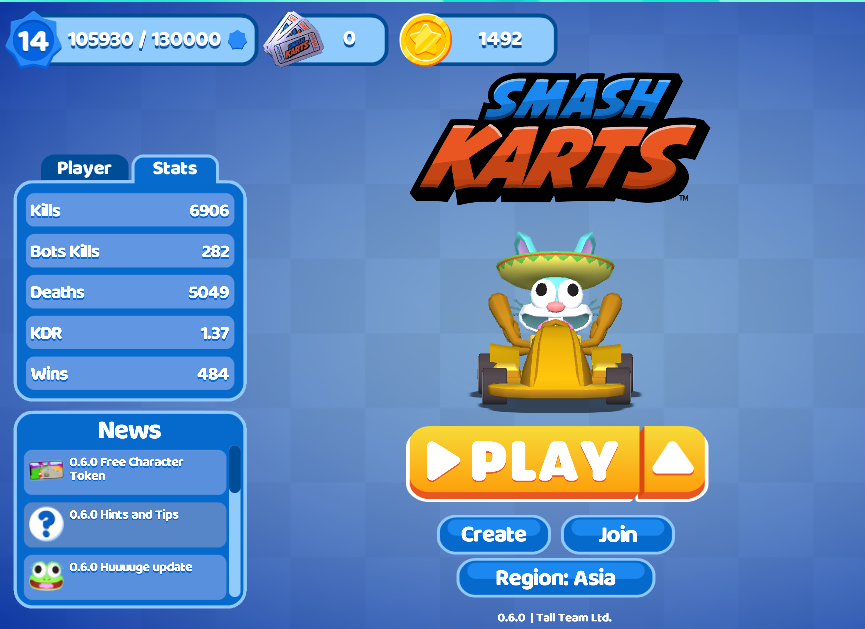 14
105930 / 130000
0
1492
SMASH
KARTS
TM
Player
Stats
Kills 6906
Bots Kills 282
Deaths 5049
KDR 1.37
Wins 484
News
0.6.0 Free Character
Token
0.6.0 Hints and Tips
0.6.0 Huuuuge update
PLAY
Create
Join
Region: Asia
0.6.0 | Tall Team Ltd.